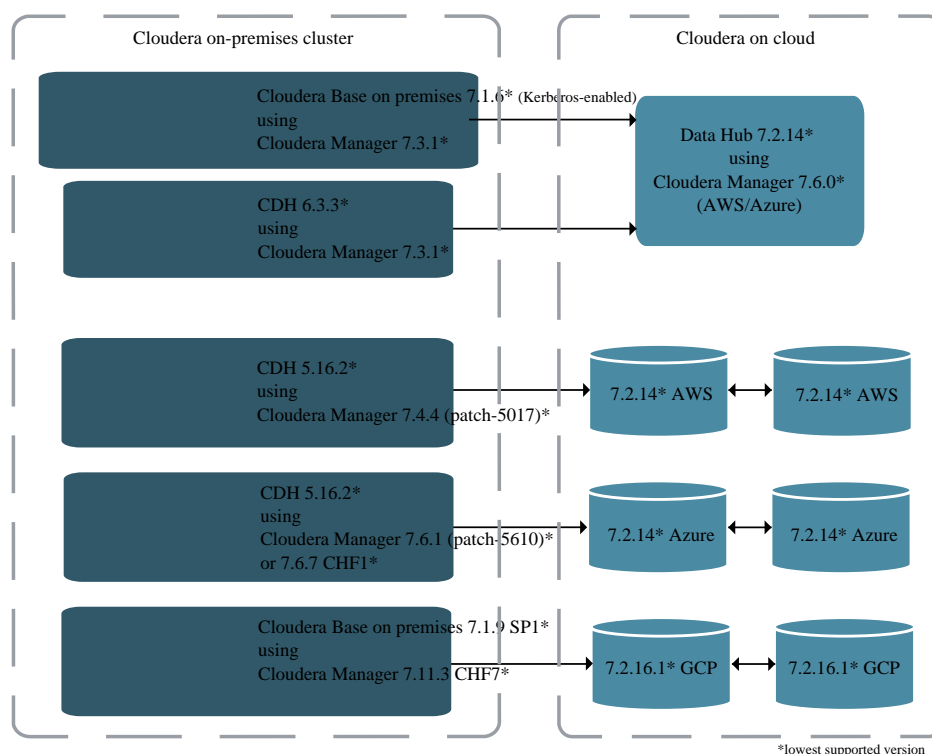 Cloudera on-premises cluster
Cloudera on cloud
Cloudera Base on premises 7.1.6* (Kerberos-enabled)
using
Cloudera Manager 7.3.1*
Data Hub 7.2.14*
using
Cloudera Manager 7.6.0*
(AWS/Azure)
CDH 6.3.3*
using
Cloudera Manager 7.3.1*
CDH 5.16.2*
using
Cloudera Manager 7.4.4 (patch-5017)*
7.2.14* AWS
7.2.14* AWS
CDH 5.16.2*
using
Cloudera Manager 7.6.1 (patch-5610)*
or 7.6.7 CHF1*
7.2.14* Azure
7.2.14* Azure
Cloudera Base on premises 7.1.9 SP1*
using
Cloudera Manager 7.11.3 CHF7*
7.2.16.1* GCP
7.2.16.1* GCP
*lowest supported version